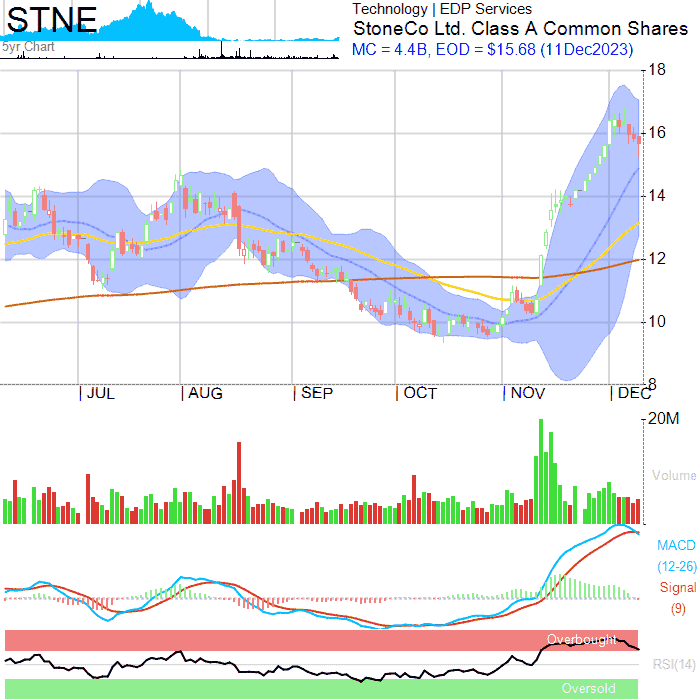 STNE
5yr Chart
Technology | EDP Services
StoneCo Ltd. Class A Common Shares
MC = 4.4B, EOD = $15.68 (11Dec2023)
18
16
14
12
10
8
JUL AUG SEP OCT NOV DEC
20M
Volume
MACD
(12-26)
Signal
(9)
Overbought
RSI(14)
Oversold